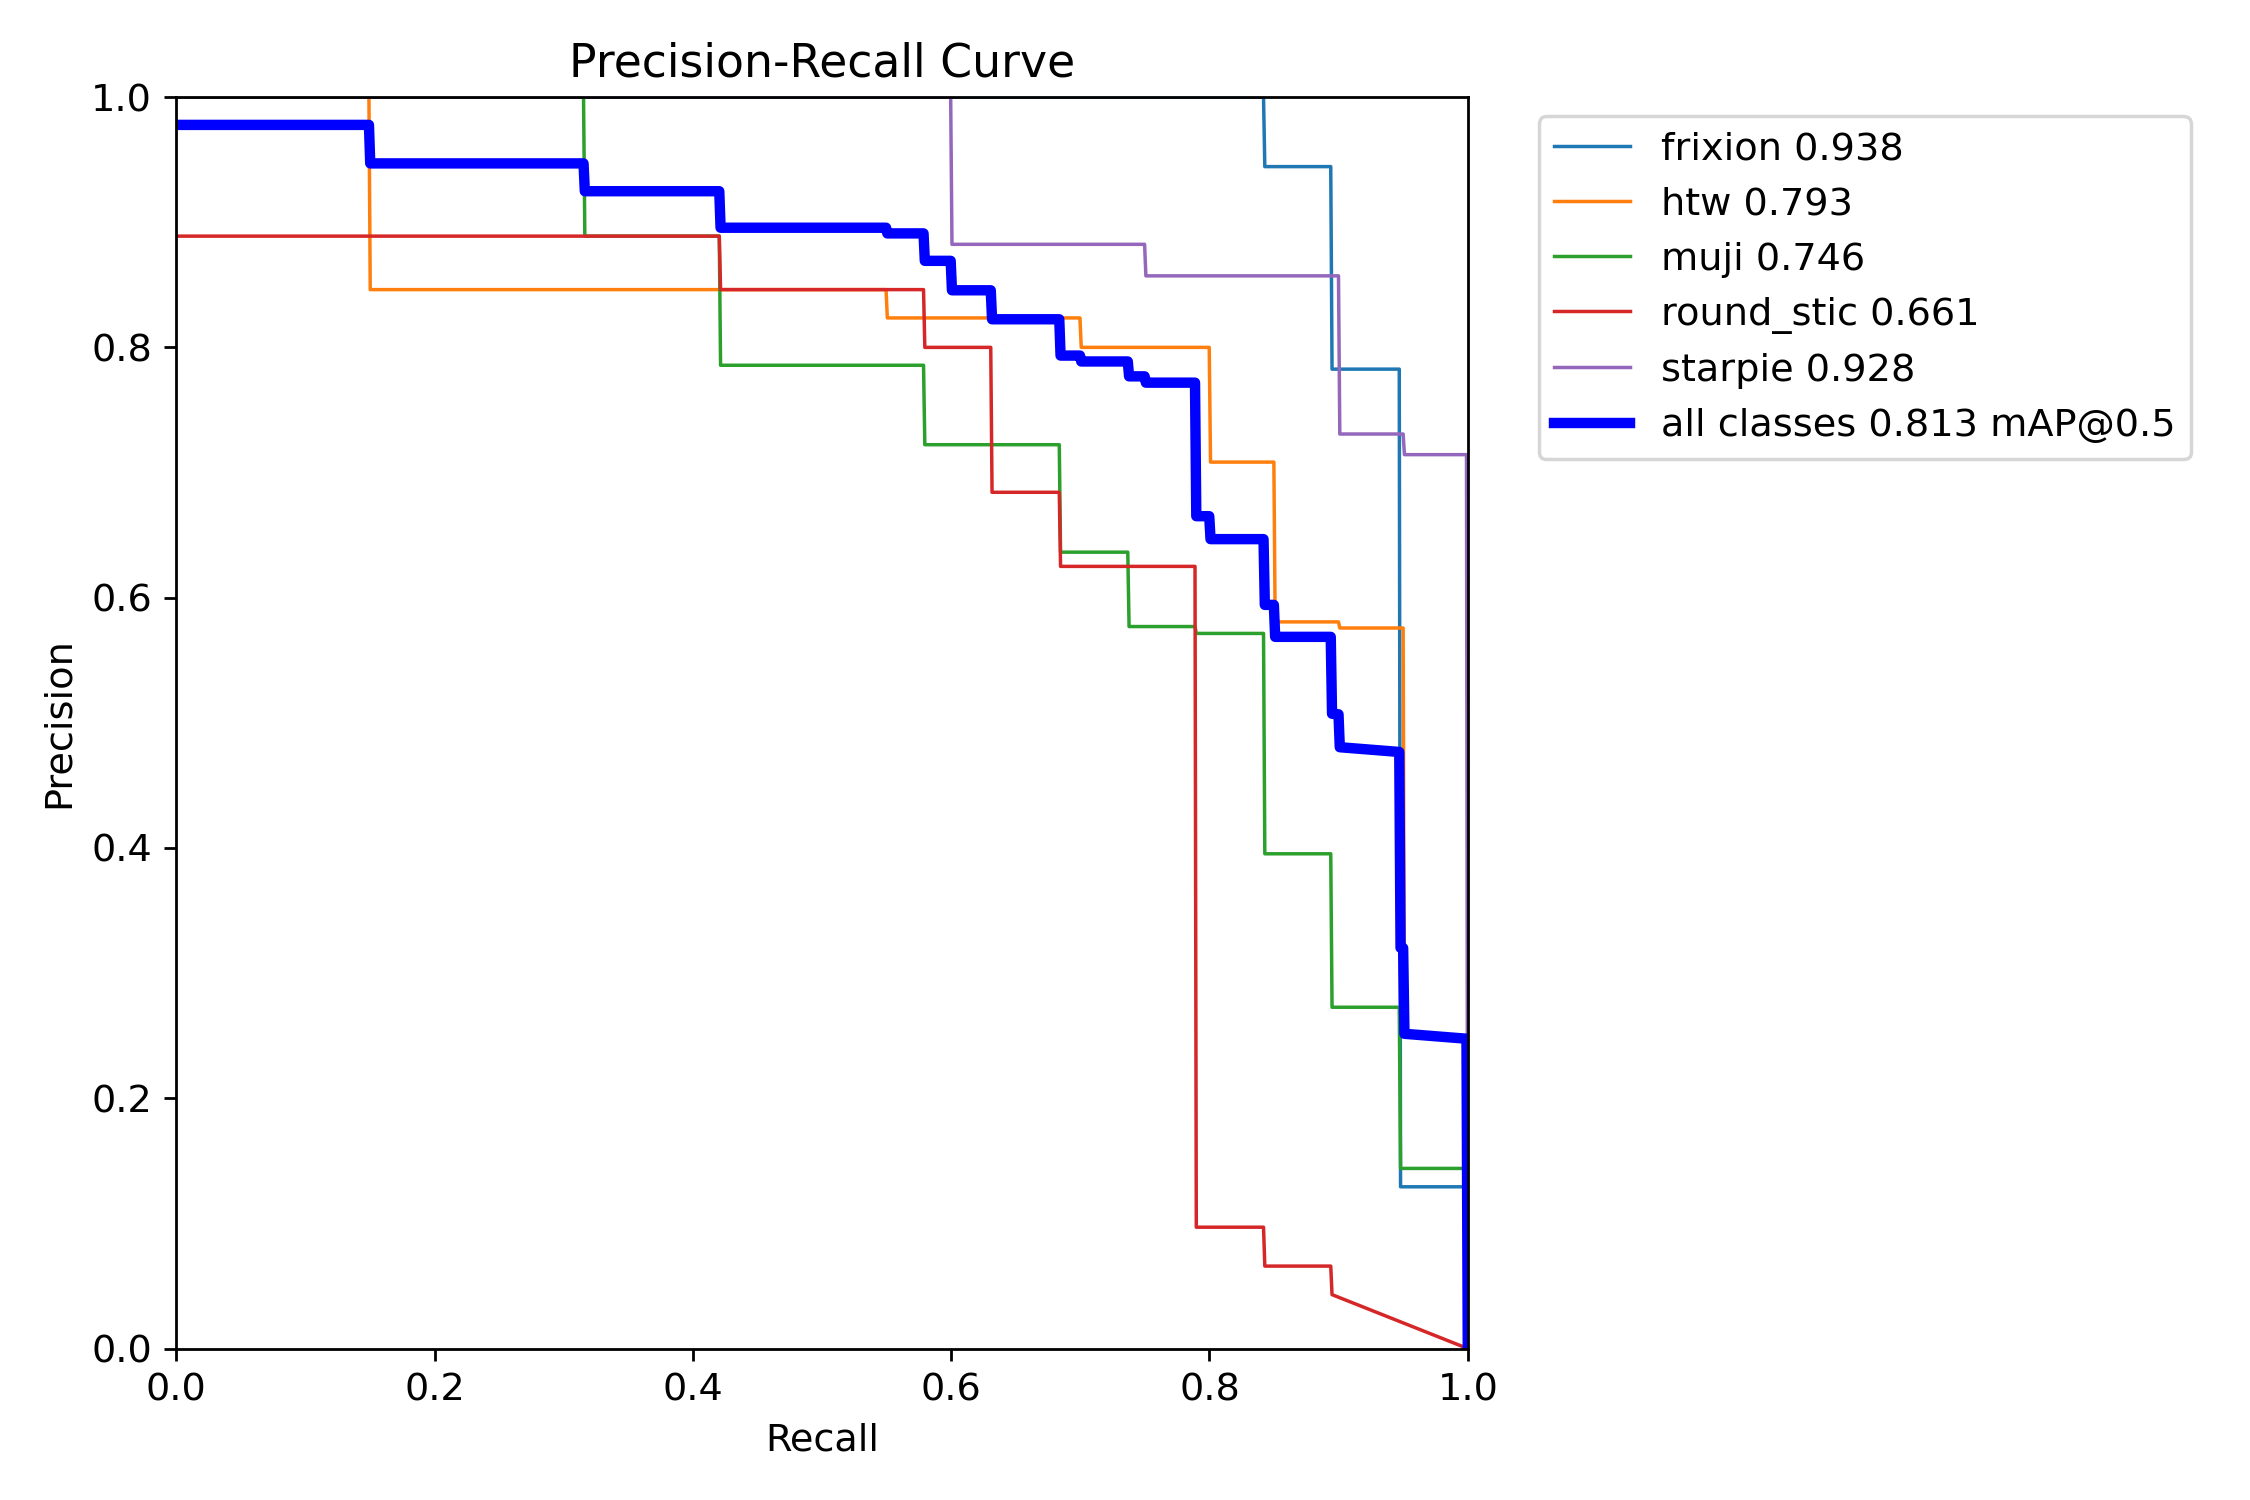 Precision-Recall Curve
1.0
0.8
0.6
0.4
0.2
0.0
Precision
0.0 0.2 0.4 0.6 0.8 1.0
Recall
frixion 0.938
htw 0.793
muji 0.746
round_stic 0.661
starpie 0.928
all classes 0.813 mAP@0.5